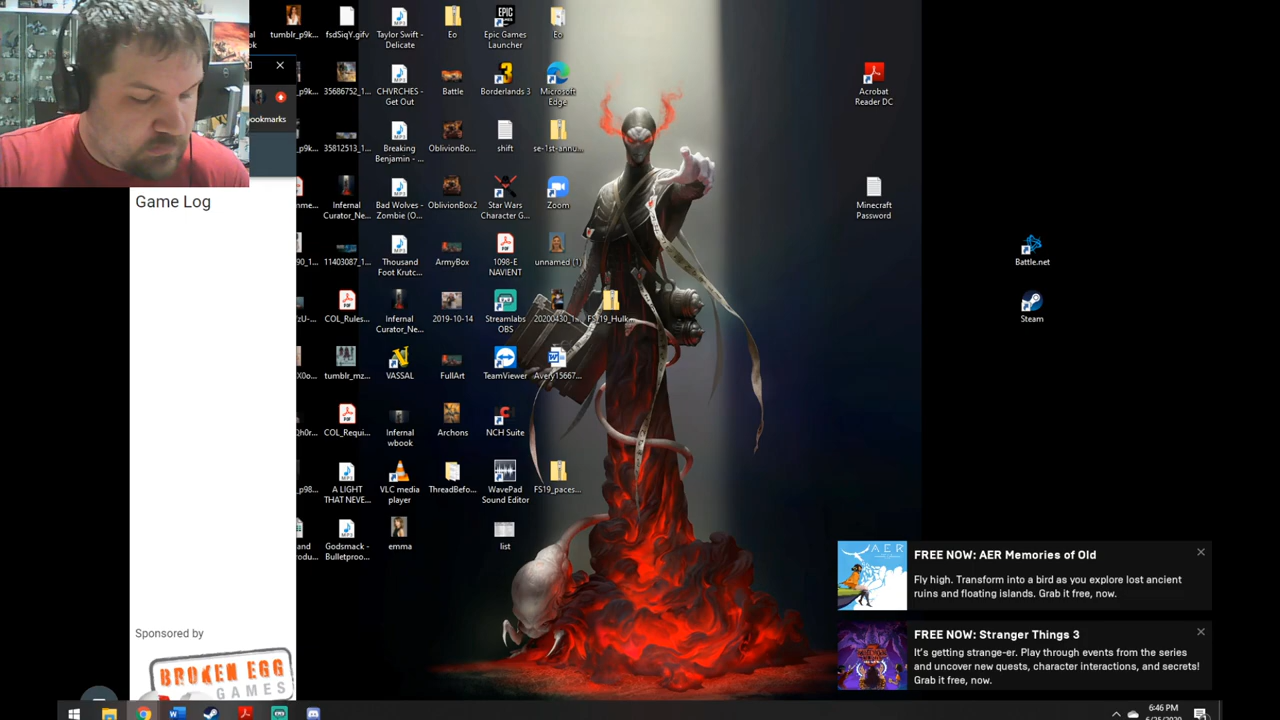 tumblr_p9k...
fsdSiqY.gifv
Taylor Swift -
Delicate
Eo
Epic Games
Launcher
Eo
35686752_1...
CHVRCHES -
Get Out
Battle
Borderlands 3
Microsoft
Edge
Acrobat
Reader DC
ookmarks
35812513_1...
Breaking
Benjamin - ...
OblivionBo...
shift
se-1st-annu...
Game Log
Infernal
Curator_Ne...
Bad Wolves -
Zombie (O...
OblivionBox2
Star Wars
Character G...
Zoom
Minecraft
Password
11403087_1...
Thousand
Foot Krutc...
ArmyBox
1098-E
NAVIENT
unnamed (1)
Battle.net
COL_Rules...
Infernal
Curator_Ne...
2019-10-14
Streamlabs
OBS
20200430_1...
FS19_Hulk...
Steam
tumblr_mz...
VASSAL
FullArt
TeamViewer
Avery15667...
COL_Requi...
Infernal
wbook
Archons
NCH Suite
A LIGHT
THAT NEVE...
VLC media
player
ThreadBefo...
WavePad
Sound Editor
FS19_paces...
Godsmack -
Bulletproo...
emma
list
FREE NOW: AER Memories of Old
Fly high. Transform into a bird as you explore lost ancient
ruins and floating islands. Grab it free, now.
FREE NOW: Stranger Things 3
It's getting strange-er. Play through events from the series
and uncover new quests, character interactions, and secrets!
Grab it free, now.
Sponsored by
BROKEN EGG
GAMES
6:46 PM